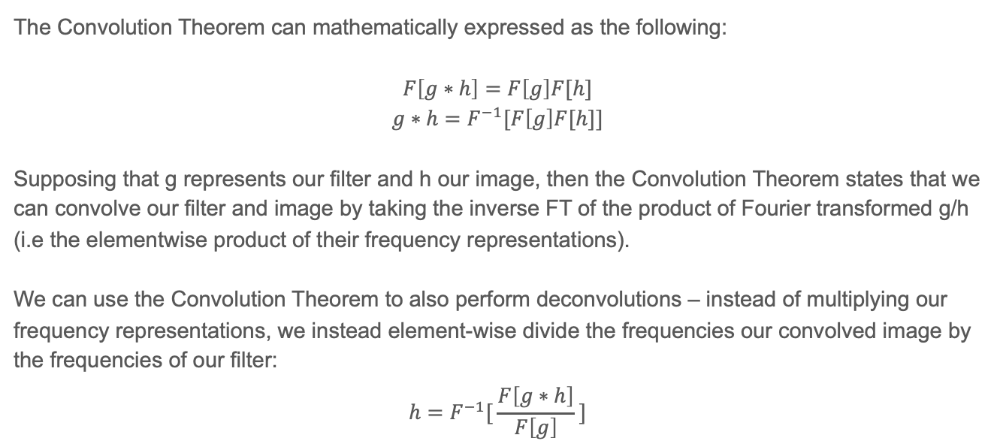 The Convolution Theorem can mathematically expressed as the following:
F[g ∗ h] = F[g]F[h]
g ∗ h = F⁻¹[F[g]F[h]]
Supposing that g represents our filter and h our image, then the Convolution Theorem states that we
can convolve our filter and image by taking the inverse FT of the product of Fourier transformed g/h
(i.e the elementwise product of their frequency representations).
We can use the Convolution Theorem to also perform deconvolutions – instead of multiplying our
frequency representations, we instead element-wise divide the frequencies our convolved image by
the frequencies of our filter:
h = F⁻¹[F[g ∗ h] / F[g]]